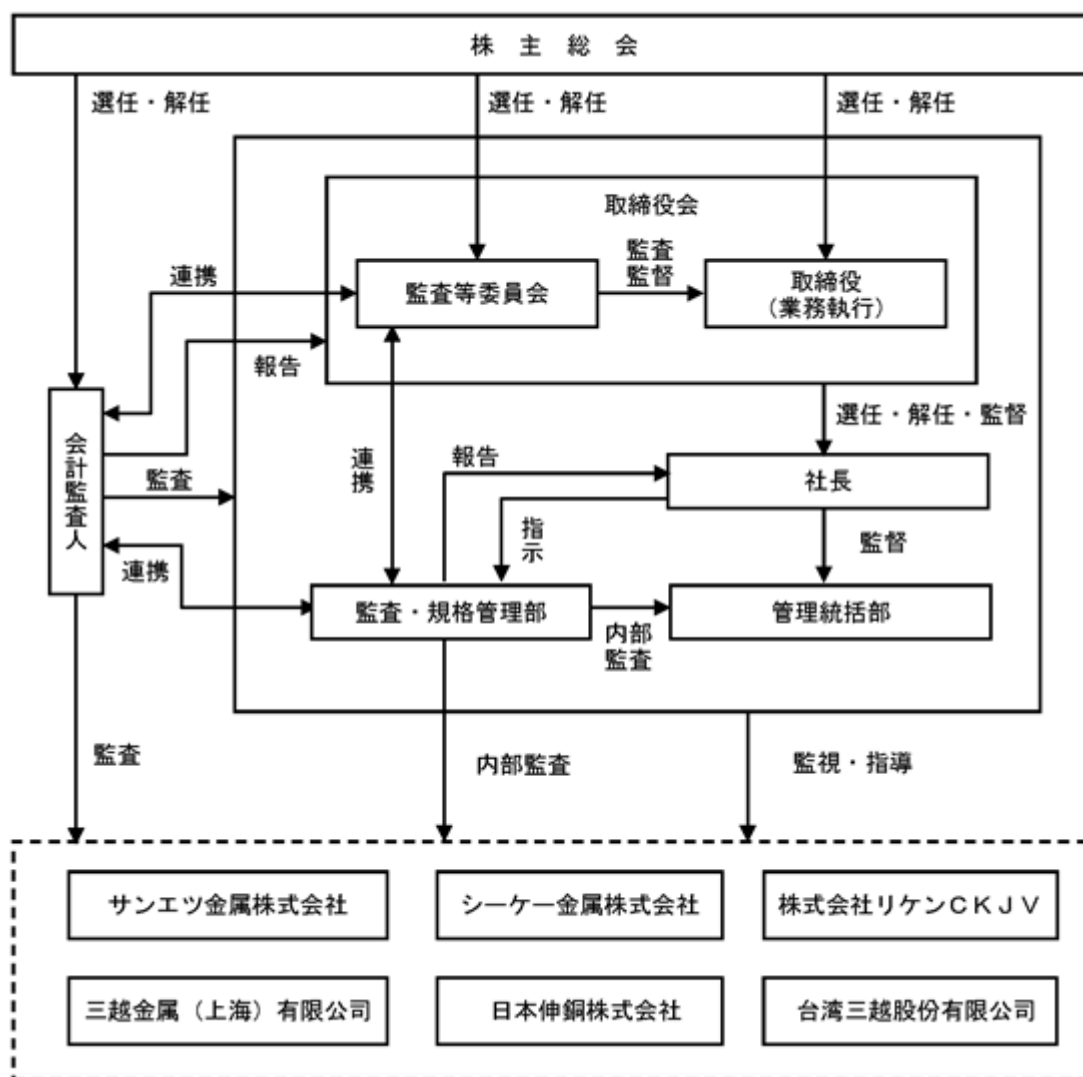 株　主　総　会
選任・解任
選任・解任
選任・解任
取締役会
監査
監督
連携
監査等委員会
取締役
（業務執行）
報告
選任・解任・監督
会計監査人
連携
報告
社長
監査
指示
監督
連携
監査・規格管理部
内部
監査
管理統括部
監査
内部監査
監視・指導
サンエツ金属株式会社
シーケー金属株式会社
株式会社リケンＣＫＪＶ
三越金属（上海）有限公司
日本伸銅株式会社
台湾三越股份有限公司